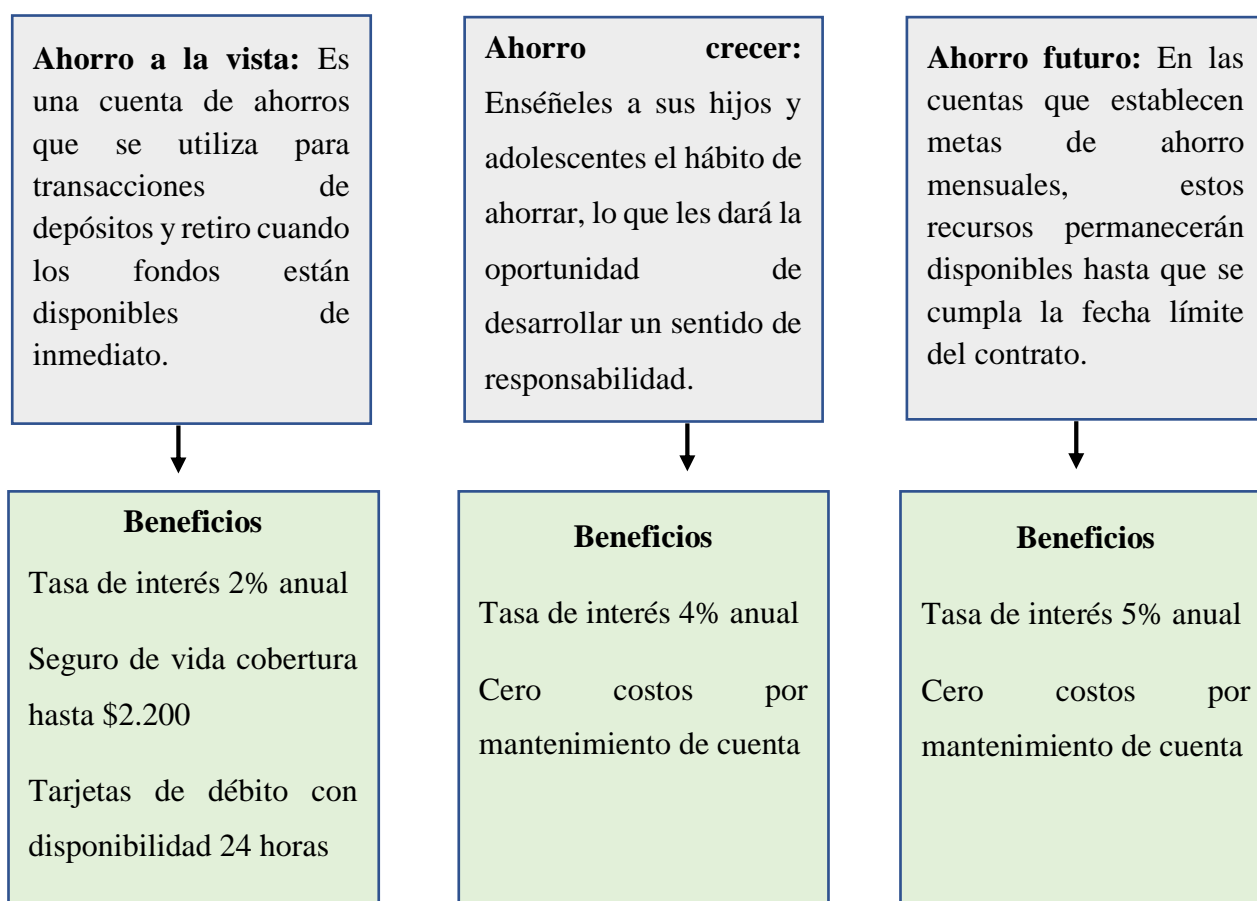 Ahorro a la vista: Es
una cuenta de ahorros
que se utiliza para
transacciones de
depósitos y retiro cuando
los fondos están
disponibles de
inmediato.
Ahorro crecer:
Enséñeles a sus hijos y
adolescentes el hábito de
ahorrar, lo que les dará la
oportunidad de
desarrollar un sentido de
responsabilidad.
Ahorro futuro: En las
cuentas que establecen
metas de ahorro
mensuales, estos
recursos permanecerán
disponibles hasta que se
cumpla la fecha límite
del contrato.
Beneficios
Tasa de interés 2% anual
Seguro de vida cobertura
hasta $2.200
Tarjetas de débito con
disponibilidad 24 horas
Beneficios
Tasa de interés 4% anual
Cero costos por
mantenimiento de cuenta
Beneficios
Tasa de interés 5% anual
Cero costos por
mantenimiento de cuenta